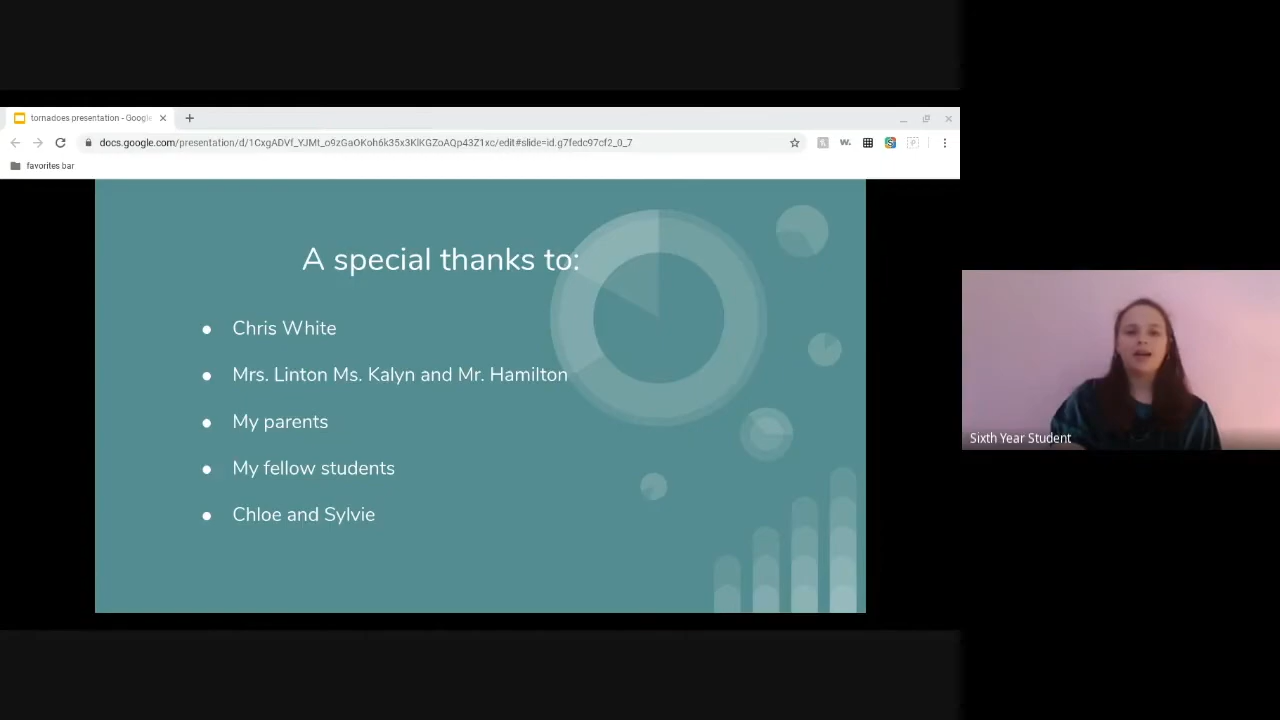 tornadoes presentation - Google
docs.google.com/presentation/d/1CxgADVf_YJMt_o9zGaOKoh6k35x3KlKGZoAQp43Z1xc/edit#slide=id.g7fedc97cf2_0_7
W.
favorites bar
A special thanks to:
Chris White
Mrs. Linton Ms. Kalyn and Mr. Hamilton
My parents
My fellow students
Chloe and Sylvie
Sixth Year Student